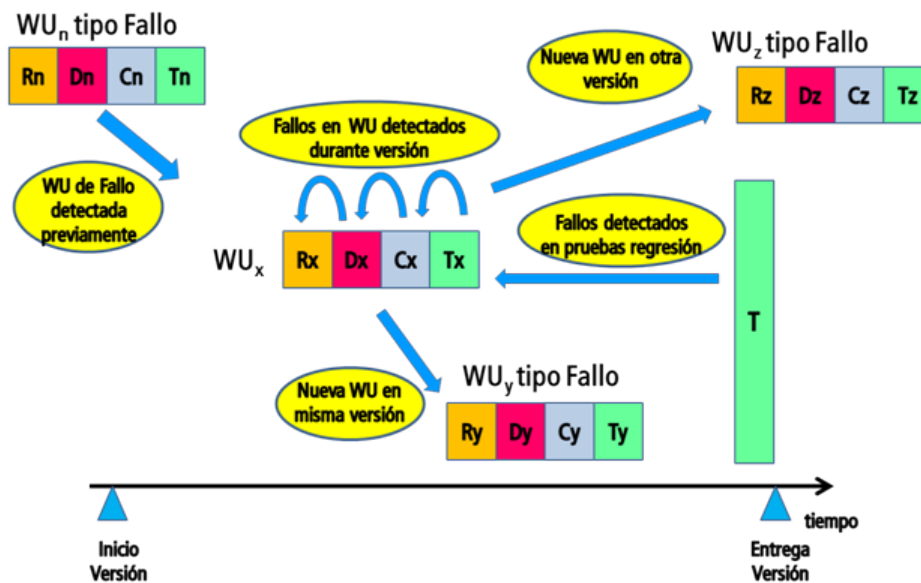 WUn tipo Fallo
Rn Dn Cn Tn
WU de Fallo
detectada
previamente
Fallos en WU detectados
durante versión
Nueva WU en otra
versión
WUz tipo Fallo
Rz Dz Cz Tz
WUx
Rx Dx Cx Tx
Fallos detectados
en pruebas regresión
T
Nueva WU en
misma versión
WUy tipo Fallo
Ry Dy Cy Ty
tiempo
Inicio
Versión
Entrega
Versión